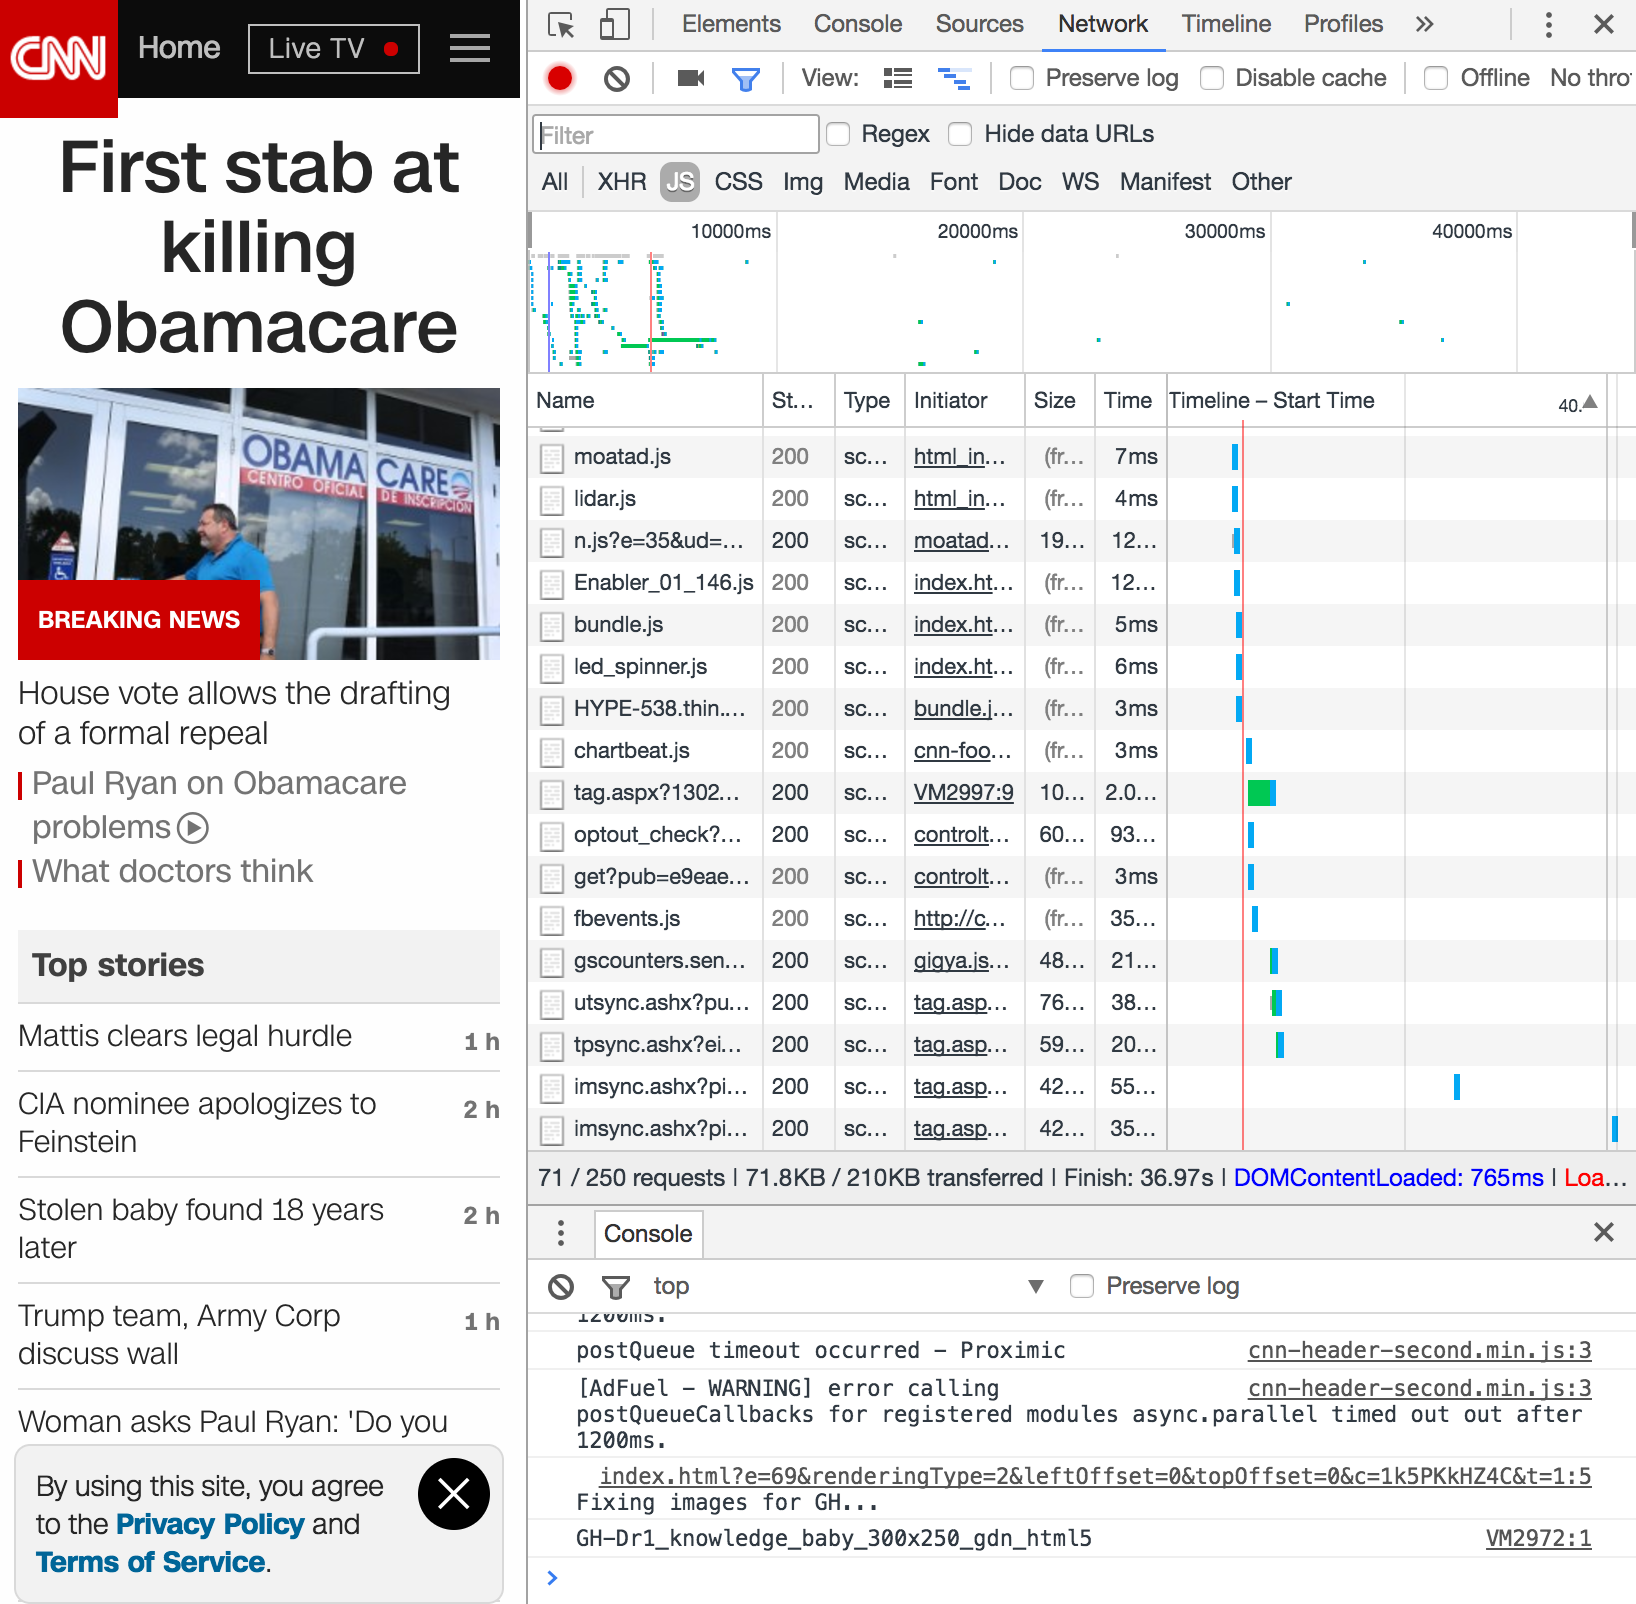 CNN
Home
Live TV
First stab at
killing
Obamacare
OBAMA CARE
CENTRO OFICIAL DE INSCRIPCIÓN
BREAKING NEWS
House vote allows the drafting
of a formal repeal
Paul Ryan on Obamacare
problems
What doctors think
Top stories
Mattis clears legal hurdle 1 h
CIA nominee apologizes to 2 h
Feinstein
Stolen baby found 18 years 2 h
later
Trump team, Army Corp 1 h
discuss wall
Woman asks Paul Ryan: 'Do you
By using this site, you agree
to the Privacy Policy and
Terms of Service.
Elements Console Sources Network Timeline Profiles »
View: Preserve log Disable cache Offline No thro
Filter Regex Hide data URLs
All XHR JS CSS Img Media Font Doc WS Manifest Other
10000ms 20000ms 30000ms 40000ms
Name St... Type Initiator Size Time Timeline – Start Time 40.
moatad.js 200 sc... html_in... (fr... 7ms
lidar.js 200 sc... html_in... (fr... 4ms
n.js?e=35&ud=... 200 sc... moatad... 19... 12...
Enabler_01_146.js 200 sc... index.ht... (fr... 12...
bundle.js 200 sc... index.ht... (fr... 5ms
led_spinner.js 200 sc... index.ht... (fr... 6ms
HYPE-538.thin.... 200 sc... bundle.j... (fr... 3ms
chartbeat.js 200 sc... cnn-foo... (fr... 3ms
tag.aspx?1302... 200 sc... VM2997:9 10... 2.0...
optout_check?... 200 sc... controlt... 60... 93...
get?pub=e9eae... 200 sc... controlt... (fr... 3ms
fbevents.js 200 sc... http://c... (fr... 35...
gscounters.sen... 200 sc... gigya.js... 48... 21...
utsync.ashx?pu... 200 sc... tag.asp... 76... 38...
tpsync.ashx?ei... 200 sc... tag.asp... 59... 20...
imsync.ashx?pi... 200 sc... tag.asp... 42... 55...
imsync.ashx?pi... 200 sc... tag.asp... 42... 35...
71 / 250 requests | 71.8KB / 210KB transferred | Finish: 36.97s | DOMContentLoaded: 765ms | Loa...
Console
top Preserve log
1200ms.
postQueue timeout occurred - Proximic cnn-header-second.min.js:3
[AdFuel - WARNING] error calling cnn-header-second.min.js:3
postQueueCallbacks for registered modules async.parallel timed out out after
1200ms.
index.html?e=69&renderingType=2&leftOffset=0&topOffset=0&c=1k5PKkHZ4C&t=1:5
Fixing images for GH...
GH-Dr1_knowledge_baby_300x250_gdn_html5 VM2972:1